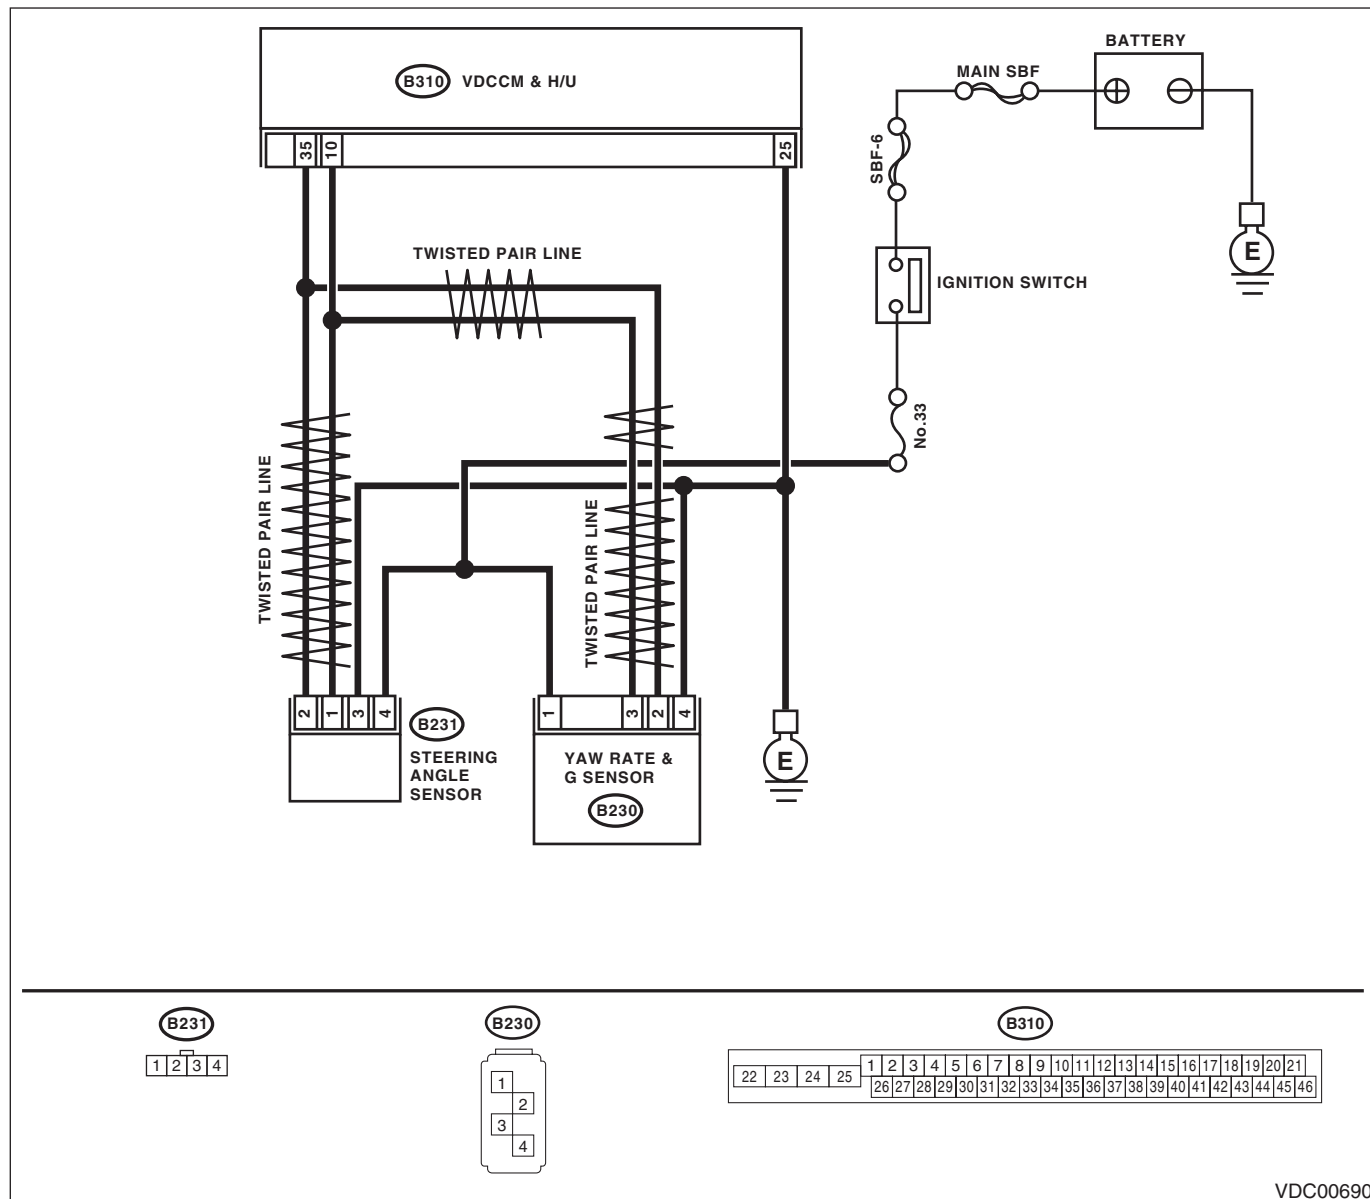 BATTERY
MAIN SBF
B310 VDCCM & H/U
35 10 25
SBF-6
TWISTED PAIR LINE
E
IGNITION SWITCH
No.33
TWISTED PAIR LINE
TWISTED PAIR LINE
2 1 3 4
1 3 2 4
B231
STEERING
ANGLE
SENSOR
YAW RATE &
G SENSOR
B230
E
B231
1 2 3 4
B230
1
2
3
4
B310
22 23 24 25
1 2 3 4 5 6 7 8 9 10 11 12 13 14 15 16 17 18 19 20 21
26 27 28 29 30 31 32 33 34 35 36 37 38 39 40 41 42 43 44 45 46
VDC00690